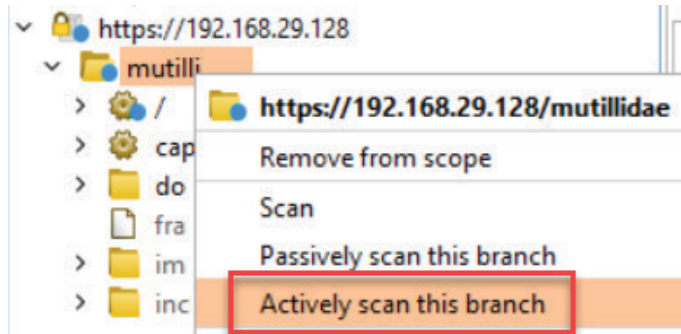 https://192.168.29.128
mutilli
/
https://192.168.29.128/mutillidae
cap
Remove from scope
do
Scan
fra
im
Passively scan this branch
inc
Actively scan this branch